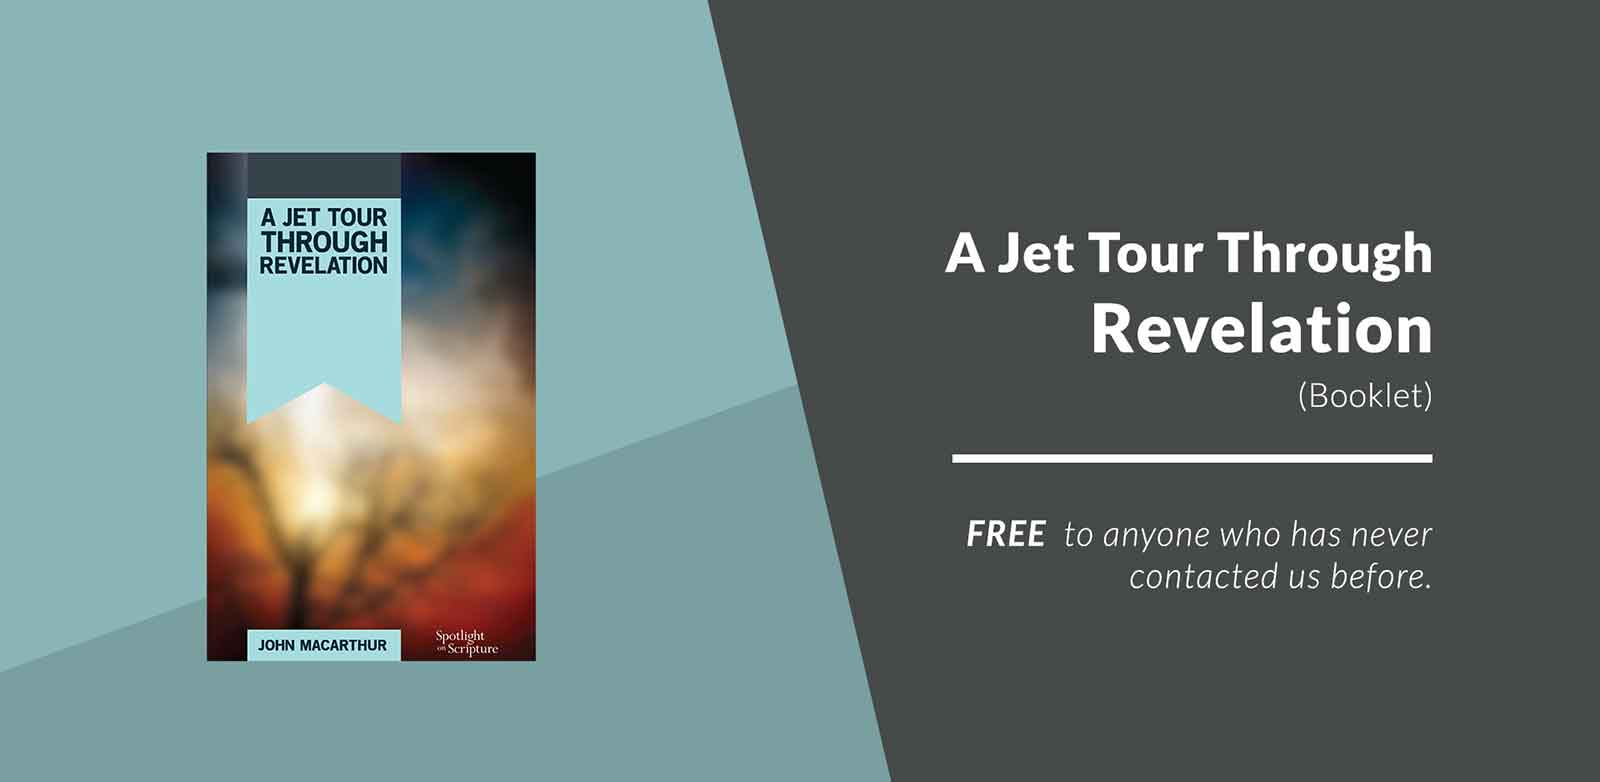 A JET TOUR
THROUGH
REVELATION
JOHN MACARTHUR
Spotlight
on Scripture
A Jet Tour Through
Revelation
(Booklet)
FREE to anyone who has never
contacted us before.